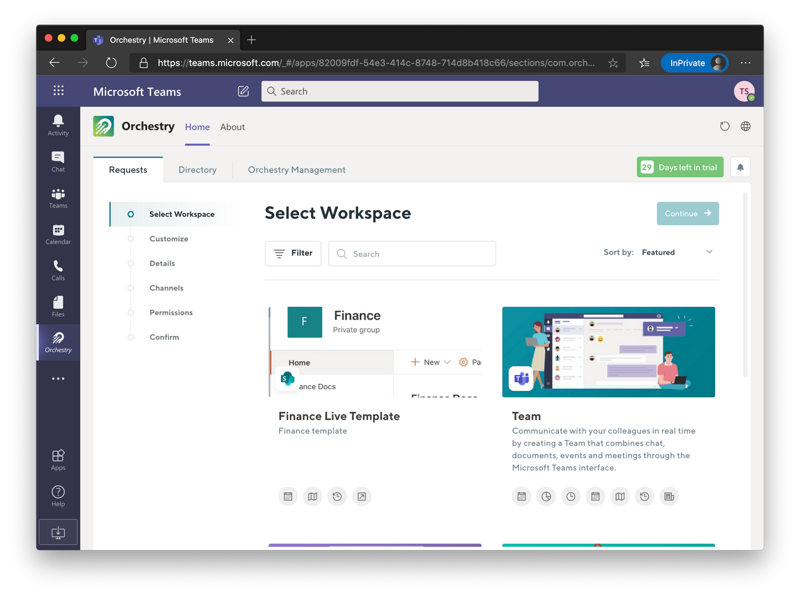 Orchestry | Microsoft Teams
https://teams.microsoft.com/_#/apps/82009fdf-54e3-414c-8748-714d8b418c66/sections/com.orch...
InPrivate
Microsoft Teams
Search
TS
Activity
Chat
Teams
Calendar
Calls
Files
Orchestry
Apps
Help
Orchestry
Home
About
Requests
Directory
Orchestry Management
29 Days left in trial
Select Workspace
Customize
Details
Channels
Permissions
Confirm
Select Workspace
Continue
Filter
Search
Sort by: Featured
F
Finance
Private group
Home
New
Pa
ance Docs
Finance Live Template
Finance template
Team
Communicate with your colleagues in real time
by creating a Team that combines chat,
documents, events and meetings through the
Microsoft Teams interface.